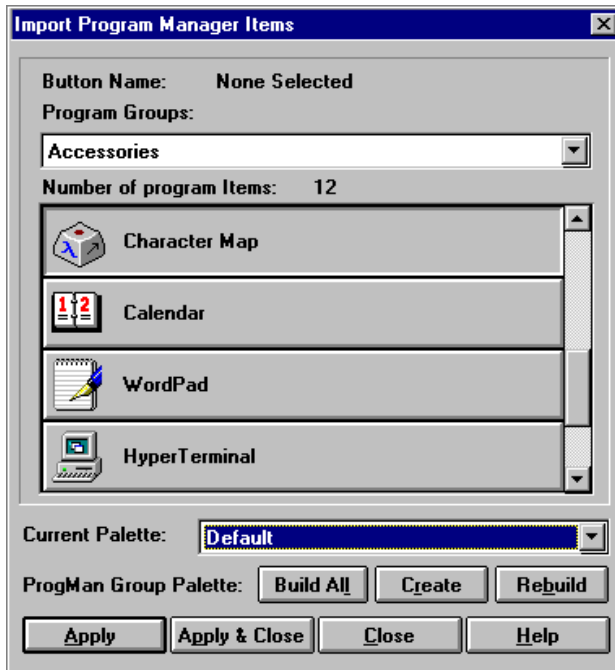 Import Program Manager Items
Button Name: None Selected
Program Groups:
Accessories
Number of program Items: 12
Character Map
Calendar
WordPad
HyperTerminal
Current Palette: Default
ProgMan Group Palette: Build All Create Rebuild
Apply Apply & Close Close Help